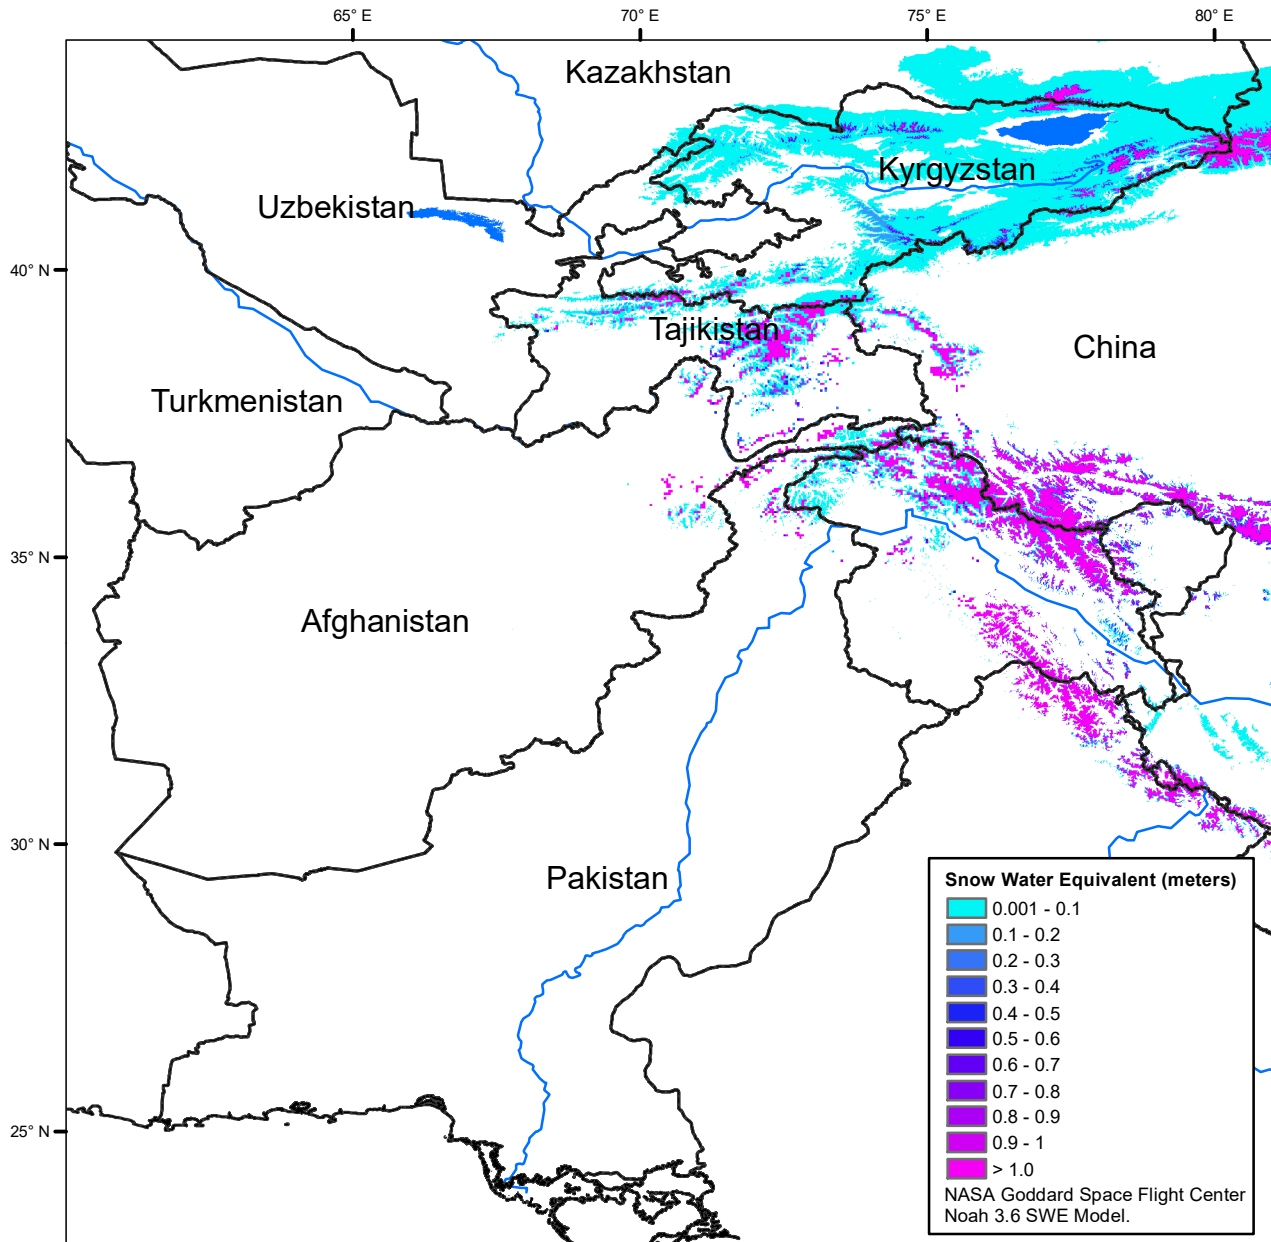 65° E
70° E
75° E
80° E
Kazakhstan
Kyrgyzstan
Uzbekistan
40° N
Tajikistan
China
Turkmenistan
35° N
Afghanistan
30° N
Pakistan
25° N
Snow Water Equivalent (meters)
0.001 - 0.1
0.1 - 0.2
0.2 - 0.3
0.3 - 0.4
0.4 - 0.5
0.5 - 0.6
0.6 - 0.7
0.7 - 0.8
0.8 - 0.9
0.9 - 1
> 1.0
NASA Goddard Space Flight Center
Noah 3.6 SWE Model.